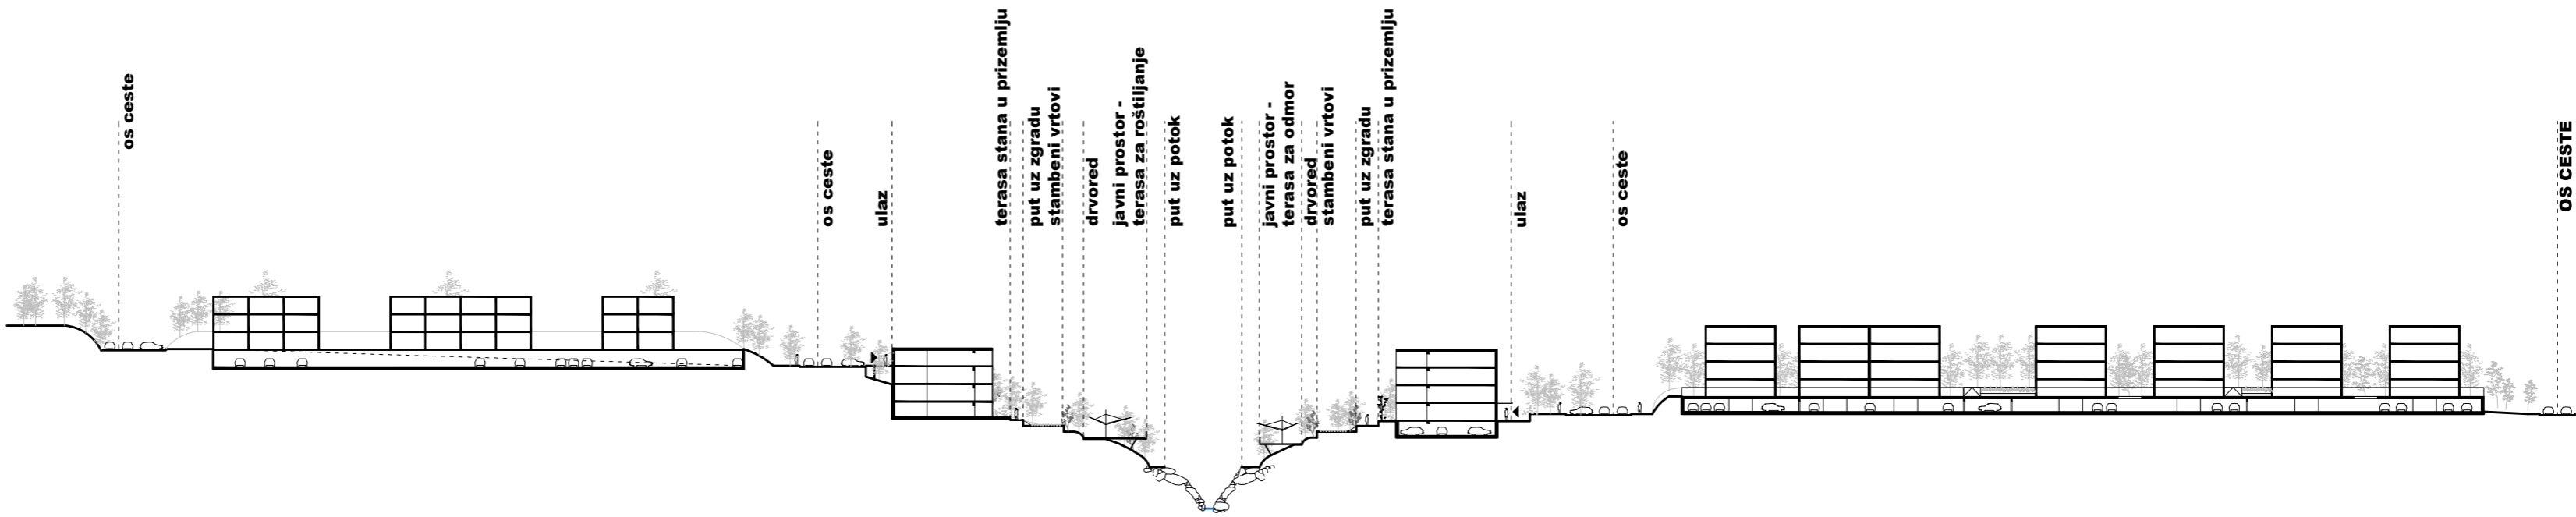 os ceste
os ceste
ulaz
terasa stana u prizemlju
put uz zgradu
stambeni vrtovi
drvored
javni prostor -
terasa za roštiljanje
put uz potok
put uz potok
javni prostor -
terasa za odmor
drvored
stambeni vrtovi
put uz zgradu
terasa stana u prizemlju
ulaz
os ceste
OS CESTE